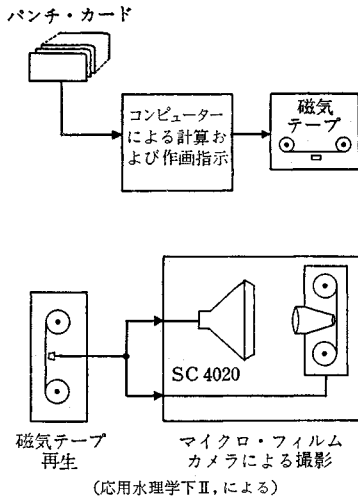 パンチ・カード
コンピューター
による計算お
よび作画指示
磁気
テープ
SC 4020
磁気テープ
再生
マイクロ・フィルム
カメラによる撮影
(応用水理学下Ⅱ,による)